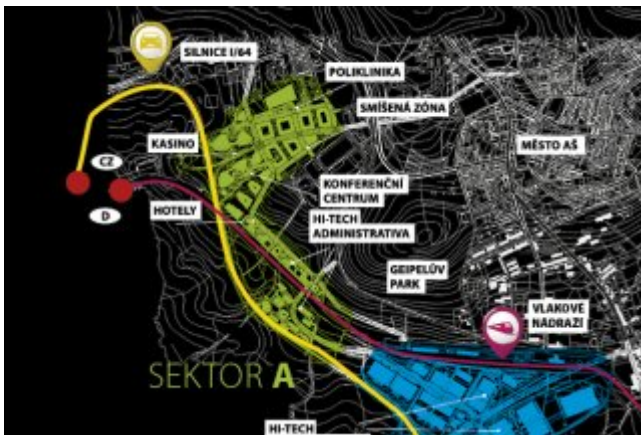 SILNICE I/64
POLIKLINIKA
SMÍŠENÁ ZÓNA
KASINO
MĚSTO AŠ
CZ
KONFERENČNÍ
CENTRUM
D
HOTELY
HI-TECH
ADMINISTRATIVA
GEIPELŮV
PARK
VLAKOVÉ
NÁDRAŽÍ
SEKTOR A
HI-TECH